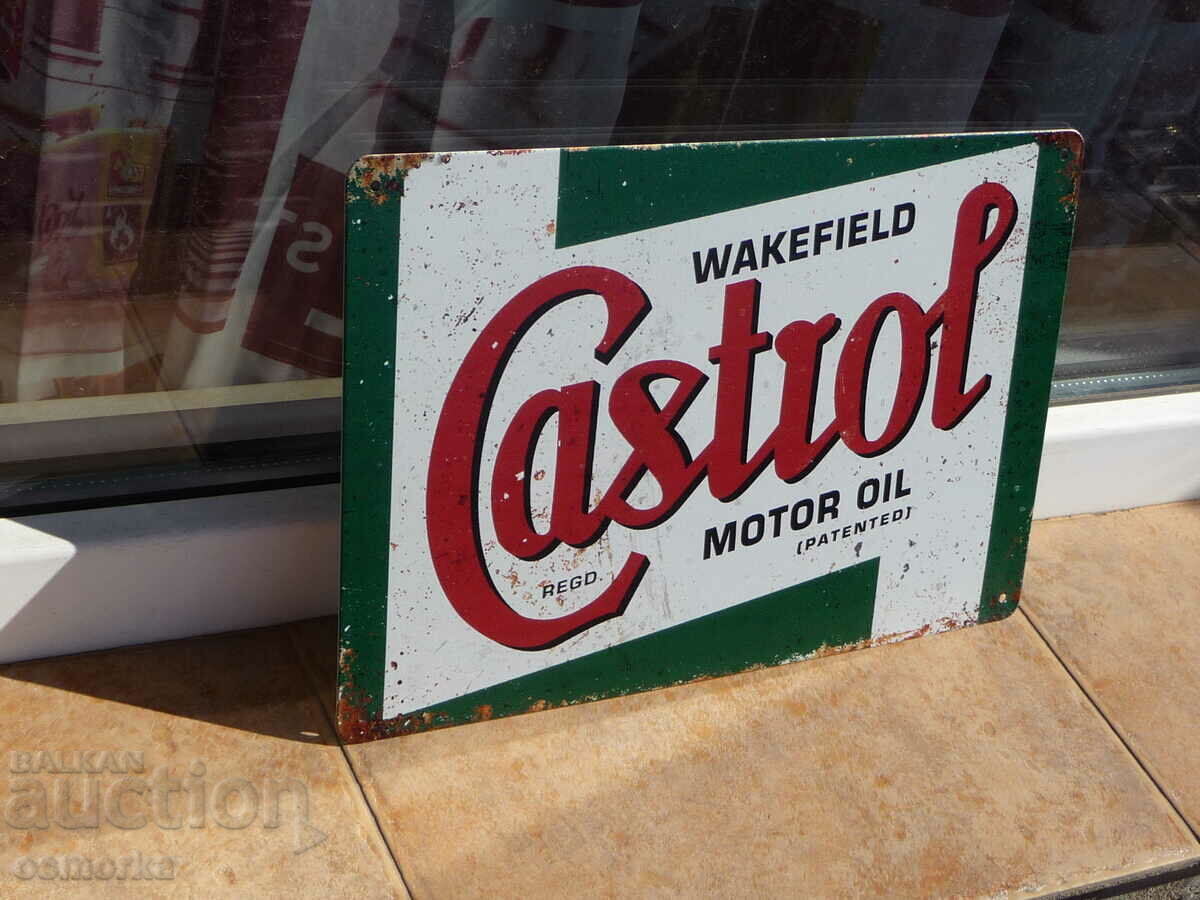 WAKEFIELD
Castrol
MOTOR OIL
(PATENTED)
REGD.
BALKAN
auction
osmorka